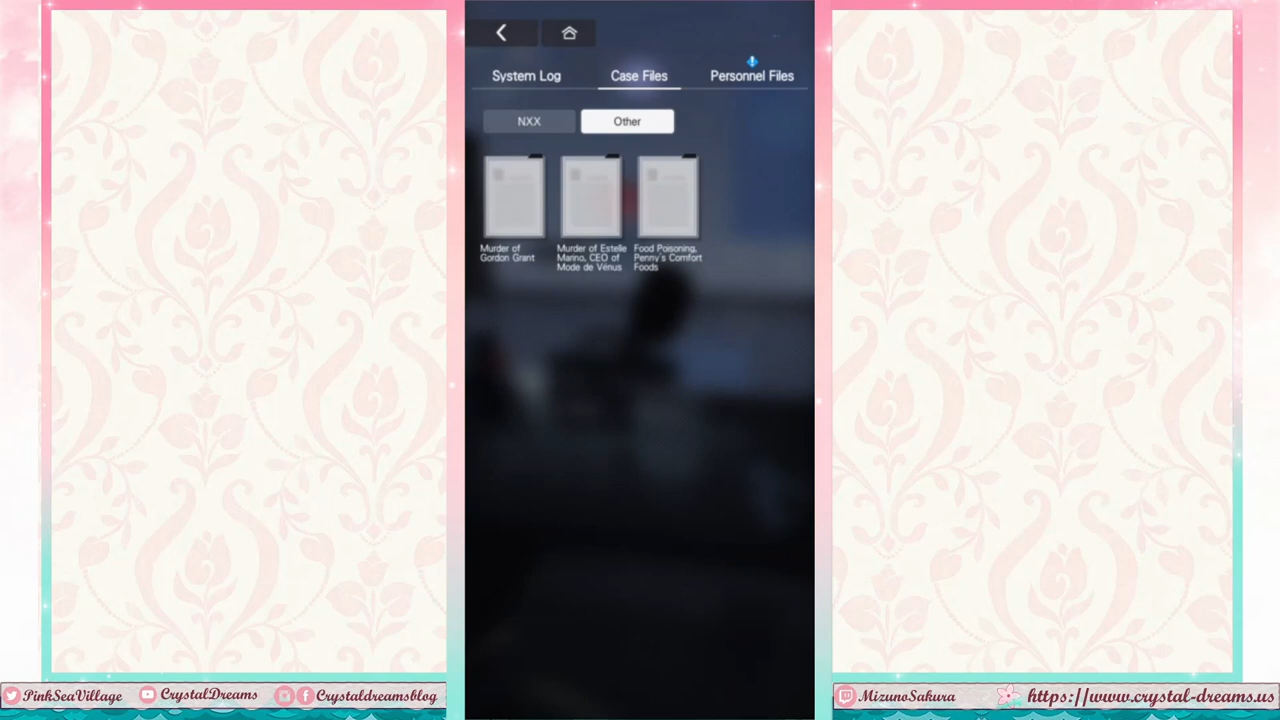 System Log
Case Files
Personnel Files
NXX
Other
Murder of
Gordon Grant
Murder of Estelle
Marino, CEO of
Mode de Vénus
Food Poisoning,
Penny's Comfort
Foods
PinkSeaVillage
CrystalDreams
Crystaldreamsblog
MizunoSakura
https://www.crystal-dreams.us